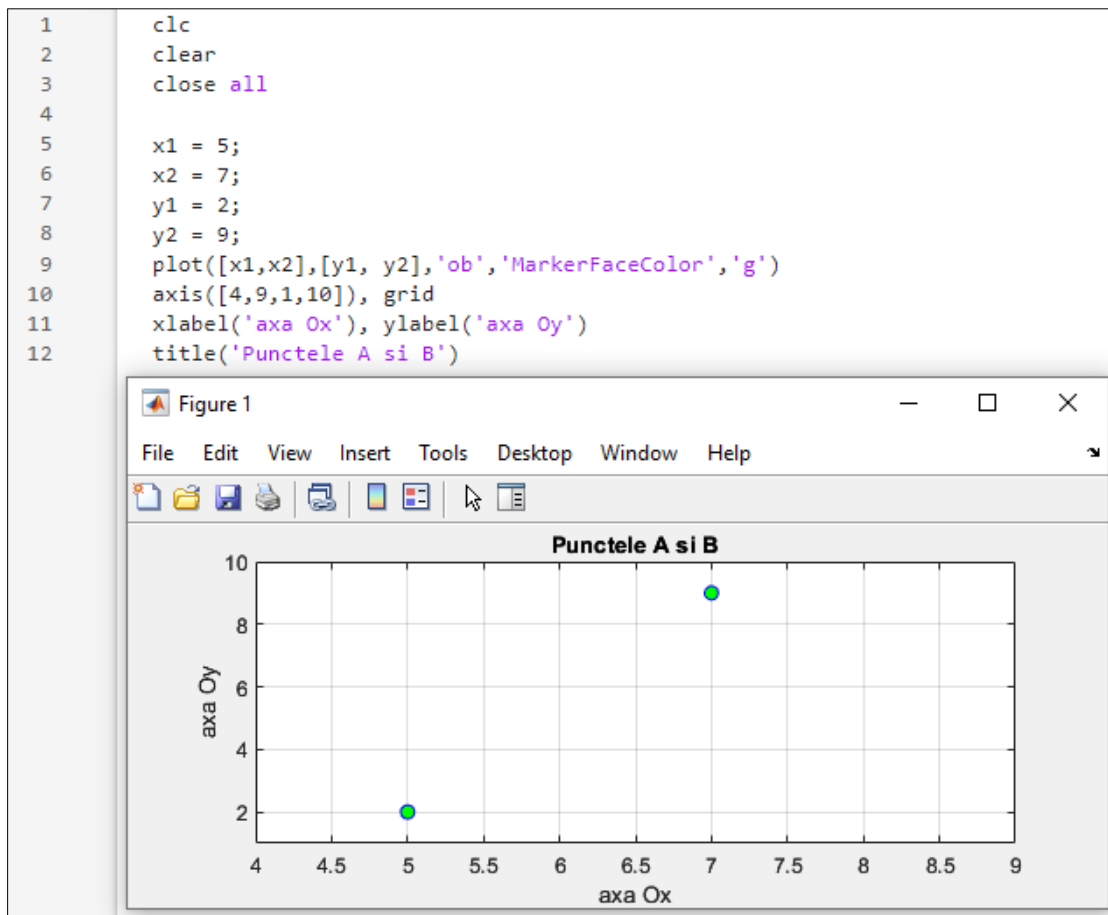 1 clc
2 clear
3 close all
4
5 x1 = 5;
6 x2 = 7;
7 y1 = 2;
8 y2 = 9;
9 plot([x1,x2],[y1, y2],'ob','MarkerFaceColor','g')
10 axis([4,9,1,10]), grid
11 xlabel('axa Ox'), ylabel('axa Oy')
12 title('Punctele A si B')
Figure 1
File Edit View Insert Tools Desktop Window Help
Punctele A si B
10
8
6
4
2
axa Oy
4 4.5 5 5.5 6 6.5 7 7.5 8 8.5 9
axa Ox